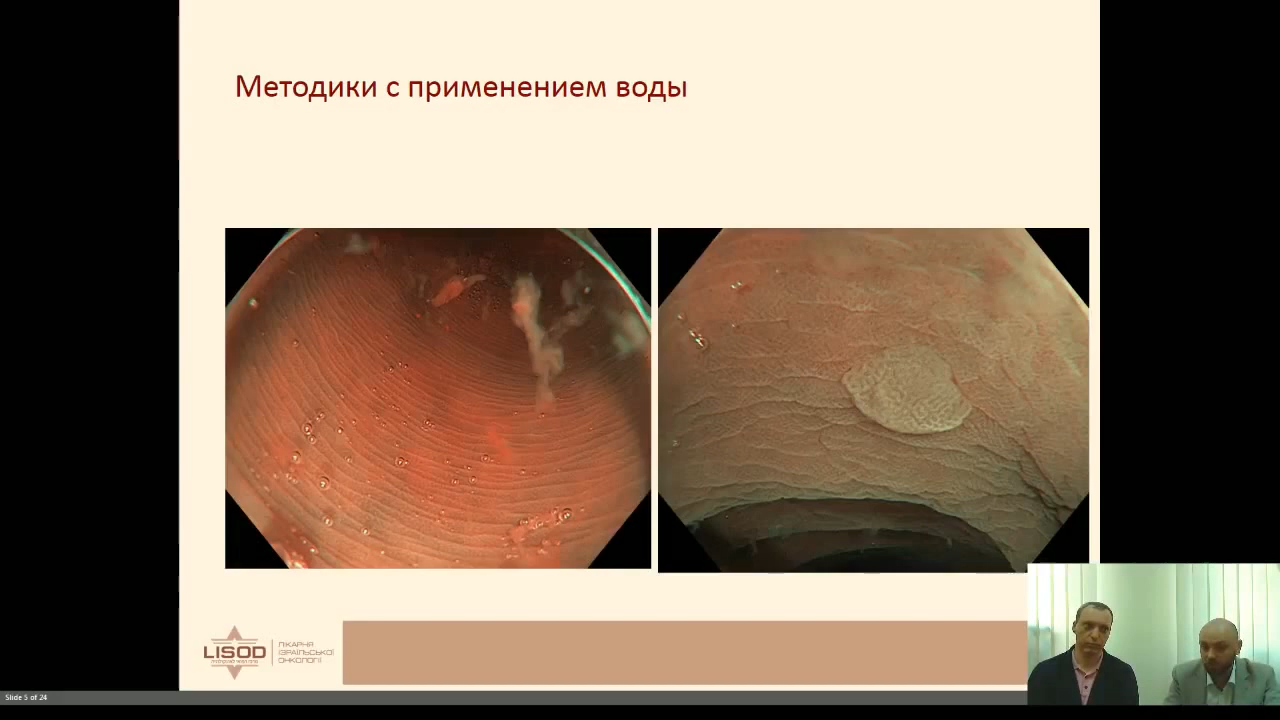 Методики с применением воды
LISOD
ЛІКАРНЯ
ІЗРАЇЛЬСЬКОЇ
ОНКОЛОГІЇ
Slide 5 of 24